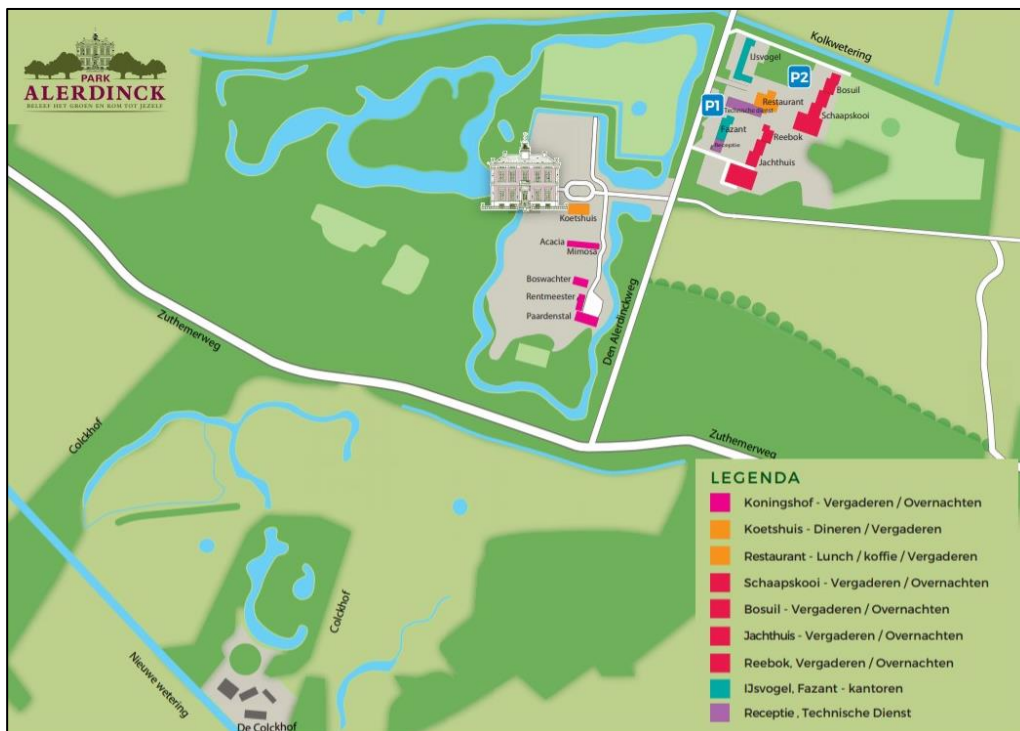 PARK
ALERDINCK
BELEEF HET GROEN EN KOM TOT JEZELF
Kolkwetering
IJsvogel
P2
Bosuil
P1
Restaurant
Technische dienst
Schaapskooi
Fazant
Reebok
Receptie
Jachthuis
Koetshuis
Acacia
Mimosa
Boswachter
Rentmeester
Paardenstal
Den Alerdinckweg
Zuthemerweg
Zuthemerweg
Colckhof
Colckhof
Nieuwe wetering
De Colckhof
LEGENDA
Koningshof - Vergaderen / Overnachten
Koetshuis - Dineren / Vergaderen
Restaurant - Lunch / koffie / Vergaderen
Schaapskooi - Vergaderen / Overnachten
Bosuil - Vergaderen / Overnachten
Jachthuis - Vergaderen / Overnachten
Reebok, Vergaderen / Overnachten
IJsvogel, Fazant - kantoren
Receptie , Technische Dienst